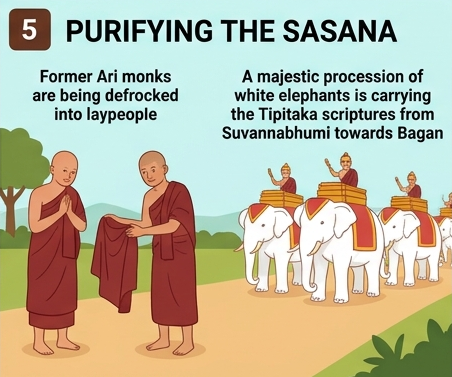 5 PURIFYING THE SASANA
Former Ari monks
are being defrocked
into laypeople
A majestic procession of
white elephants is carrying
the Tipitaka scriptures from
Suvannabhumi towards Bagan